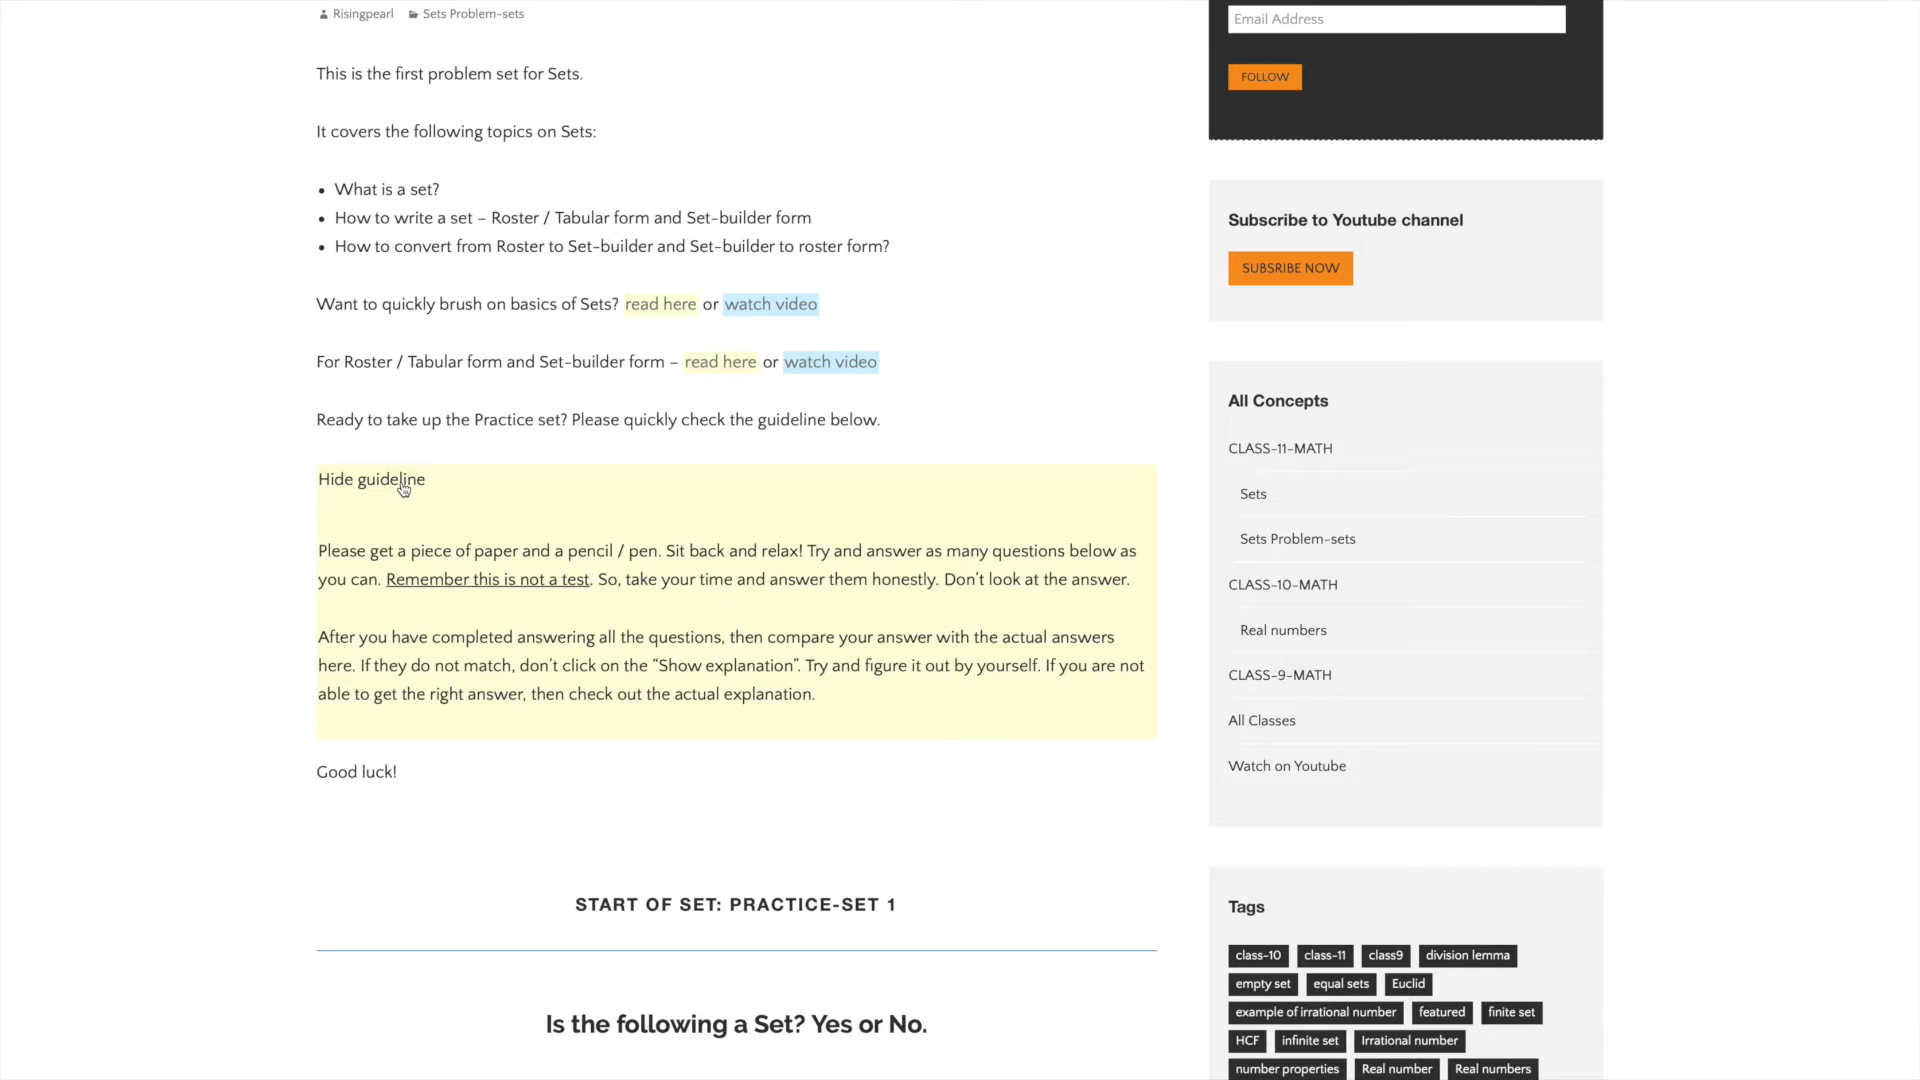 Risingpearl Sets Problem-sets
This is the first problem set for Sets.
It covers the following topics on Sets:
• What is a set?
• How to write a set – Roster / Tabular form and Set-builder form
• How to convert from Roster to Set-builder and Set-builder to roster form?
Want to quickly brush on basics of Sets? read here or watch video
For Roster / Tabular form and Set-builder form – read here or watch video
Ready to take up the Practice set? Please quickly check the guideline below.
Hide guideline
Please get a piece of paper and a pencil / pen. Sit back and relax! Try and answer as many questions below as
you can. Remember this is not a test. So, take your time and answer them honestly. Don't look at the answer.
After you have completed answering all the questions, then compare your answer with the actual answers
here. If they do not match, don't click on the “Show explanation”. Try and figure it out by yourself. If you are not
able to get the right answer, then check out the actual explanation.
Good luck!
START OF SET: PRACTICE-SET 1
Is the following a Set? Yes or No.
Email Address
FOLLOW
Subscribe to Youtube channel
SUBSRIBE NOW
All Concepts
CLASS-11-MATH
Sets
Sets Problem-sets
CLASS-10-MATH
Real numbers
CLASS-9-MATH
All Classes
Watch on Youtube
Tags
class-10 class-11 class9 division lemma
empty set equal sets Euclid
example of irrational number featured finite set
HCF infinite set Irrational number
number properties Real number Real numbers